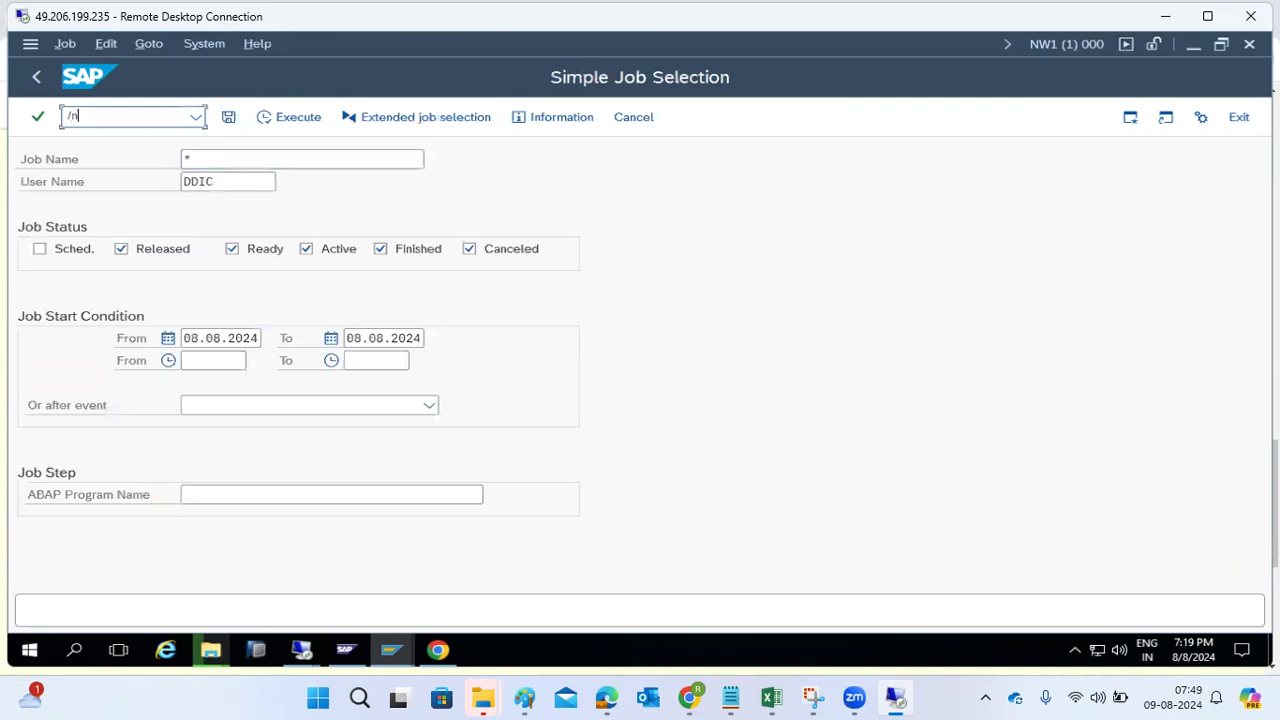 49.206.199.235 - Remote Desktop Connection
Job Edit Goto System Help NW1 (1) 000
SAP Simple Job Selection
/n Execute Extended job selection Information Cancel Exit
Job Name *
User Name DDIC
Job Status
Sched. Released Ready Active Finished Canceled
Job Start Condition
From 08.08.2024 To 08.08.2024
From To
Or after event
Job Step
ABAP Program Name
ENG 7:19 PM
IN 8/8/2024
1 R zm 07:49
09-08-2024 PRE